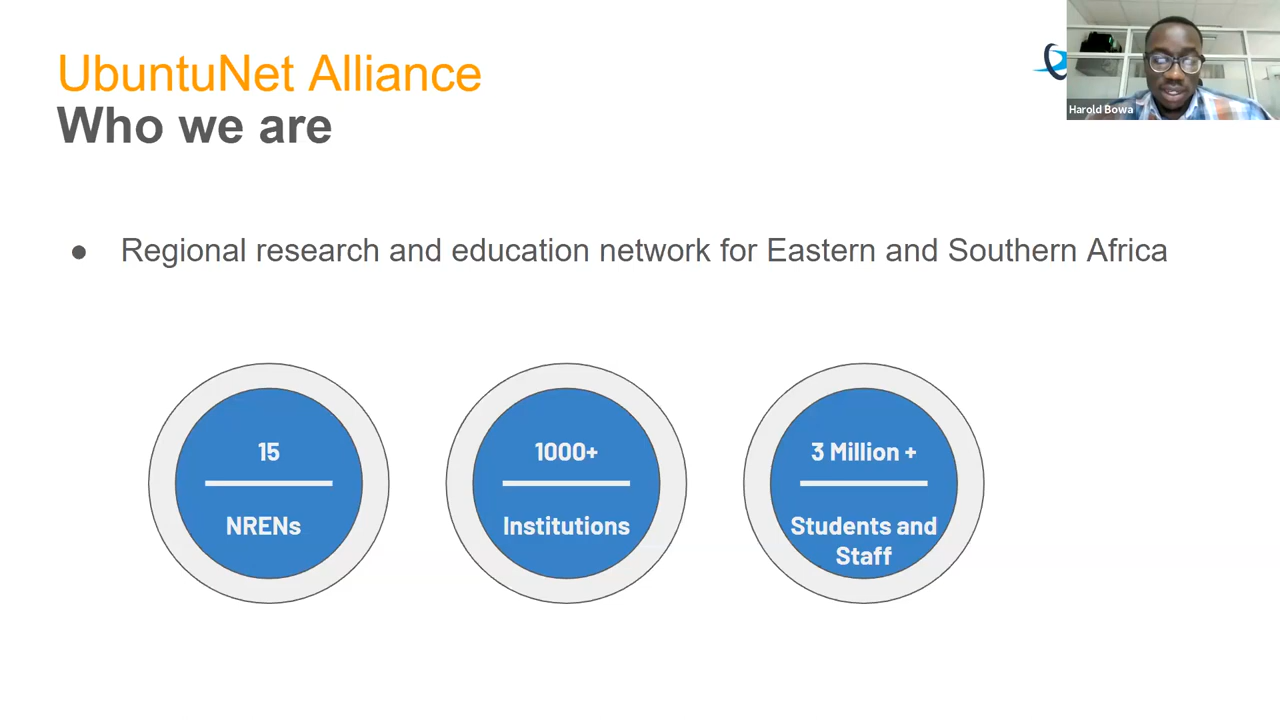 UbuntuNet Alliance
Who we are
Harold Bowa
● Regional research and education network for Eastern and Southern Africa
15
NRENs
1000+
Institutions
3 Million +
Students and
Staff